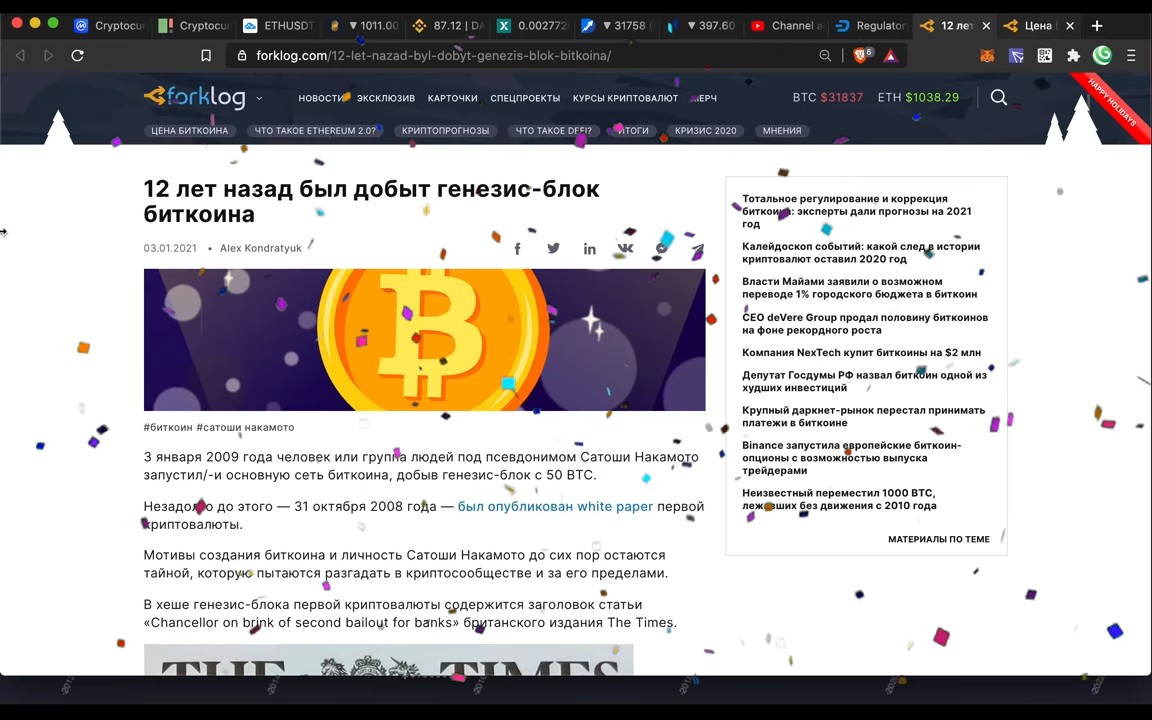 Cryptocur
Cryptocur
ETHUSDT
▼ 1011.00
87.12 | DA
0.002772
31758 (
▼ 397.60
Channel a
Regulator
12 лет
Цена
forklog.com/12-let-nazad-byl-dobyt-genezis-blok-bitkoina/
6
forklog
НОВОСТИ
ЭКСКЛЮЗИВ
КАРТОЧКИ
СПЕЦПРОЕКТЫ
КУРСЫ КРИПТОВАЛЮТ
МЕРЧ
BTC $31837
ETH $1038.29
HAPPY HOLIDAYS
ЦЕНА БИТКОИНА
ЧТО ТАКОЕ ETHEREUM 2.0?
КРИПТОПРОГНОЗЫ
ЧТО ТАКОЕ DEFI?
ИТОГИ
КРИЗИС 2020
МНЕНИЯ
12 лет назад был добыт генезис-блок
биткоина
03.01.2021 • Alex Kondratyuk
#биткоин #сатоши накамото
3 января 2009 года человек или группа людей под псевдонимом Сатоши Накамото
запустил/-и основную сеть биткоина, добыв генезис-блок с 50 BTC.
Незадолго до этого — 31 октября 2008 года — был опубликован white paper первой
криптовалюты.
Мотивы создания биткоина и личность Сатоши Накамото до сих пор остаются
тайной, которую пытаются разгадать в криптосообществе и за его пределами.
В хеше генезис-блока первой криптовалюты содержится заголовок статьи
«Chancellor on brink of second bailout for banks» британского издания The Times.
THE TIMES
Тотальное регулирование и коррекция
биткоина: эксперты дали прогнозы на 2021
год
Калейдоскоп событий: какой след в истории
криптовалют оставил 2020 год
Власти Майами заявили о возможном
переводе 1% городского бюджета в биткоин
CEO deVere Group продал половину биткоинов
на фоне рекордного роста
Компания NexTech купит биткоины на $2 млн
Депутат Госдумы РФ назвал биткоин одной из
худших инвестиций
Крупный даркнет-рынок перестал принимать
платежи в биткоине
Binance запустила европейские биткоин-
опционы с возможностью выпуска
трейдерами
Неизвестный переместил 1000 BTC,
лежавших без движения с 2010 года
МАТЕРИАЛЫ ПО ТЕМЕ